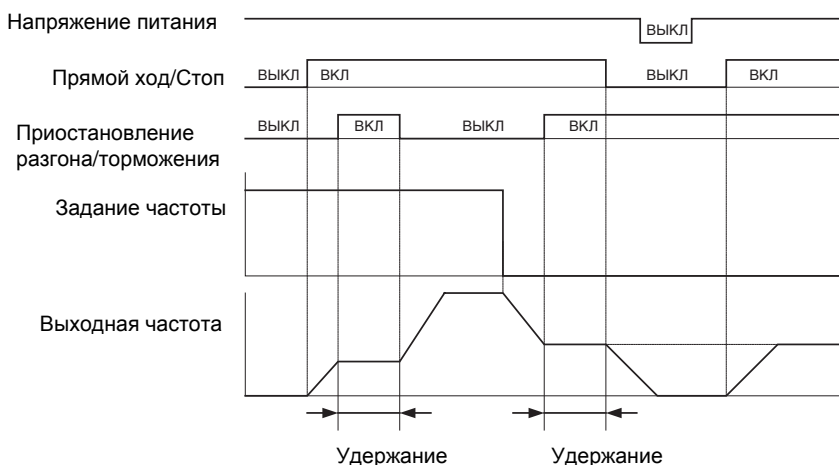 Напряжение питания
ВЫКЛ
Прямой ход/Стоп
ВЫКЛ ВКЛ ВЫКЛ ВКЛ
Приостановление
разгона/торможения
ВЫКЛ ВКЛ ВЫКЛ ВКЛ
Задание частоты
Выходная частота
Удержание Удержание